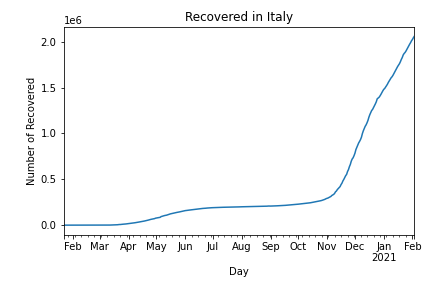 Recovered in Italy
1e6
2.0
1.5
1.0
0.5
0.0
Number of Recovered
Feb Mar Apr May Jun Jul Aug Sep Oct Nov Dec Jan Feb
2021
Day